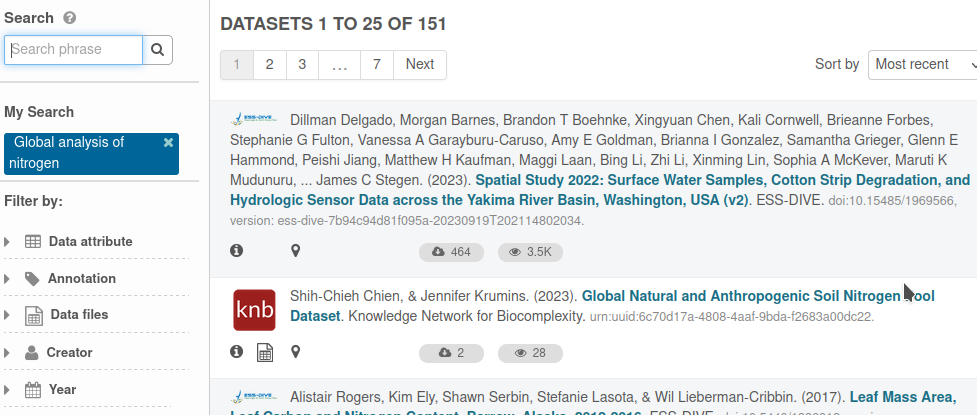 Search ?
Search phrase
My Search
Global analysis of
nitrogen
Filter by:
Data attribute
Annotation
Data files
Creator
Year
DATASETS 1 TO 25 OF 151
1 2 3 ... 7 Next
Sort by Most recent
ESS-DIVE Dillman Delgado, Morgan Barnes, Brandon T Boehnke, Xingyuan Chen, Kali Cornwell, Brieanne Forbes,
Stephanie G Fulton, Vanessa A Garayburu-Caruso, Amy E Goldman, Brianna I Gonzalez, Samantha Grieger, Glenn E
Hammond, Peishi Jiang, Matthew H Kaufman, Maggi Laan, Bing Li, Zhi Li, Xinming Lin, Sophia A McKever, Maruti K
Mudunuru, ... James C Stegen. (2023). Spatial Study 2022: Surface Water Samples, Cotton Strip Degradation, and
Hydrologic Sensor Data across the Yakima River Basin, Washington, USA (v2). ESS-DIVE. doi:10.15485/1969566,
version: ess-dive-7b94c94d81f095a-20230919T202114802034.
464 3.5K
knb Shih-Chieh Chien, & Jennifer Krumins. (2023). Global Natural and Anthropogenic Soil Nitrogen
Dataset. Knowledge Network for Biocomplexity. urn:uuid:6c70d17a-4808-4aaf-9bda-f2683a00dc22.
2 28
ESS-DIVE Alistair Rogers, Kim Ely, Shawn Serbin, Stefanie Lasota, & Wil Lieberman-Cribbin. (2017). Leaf Mass Area,